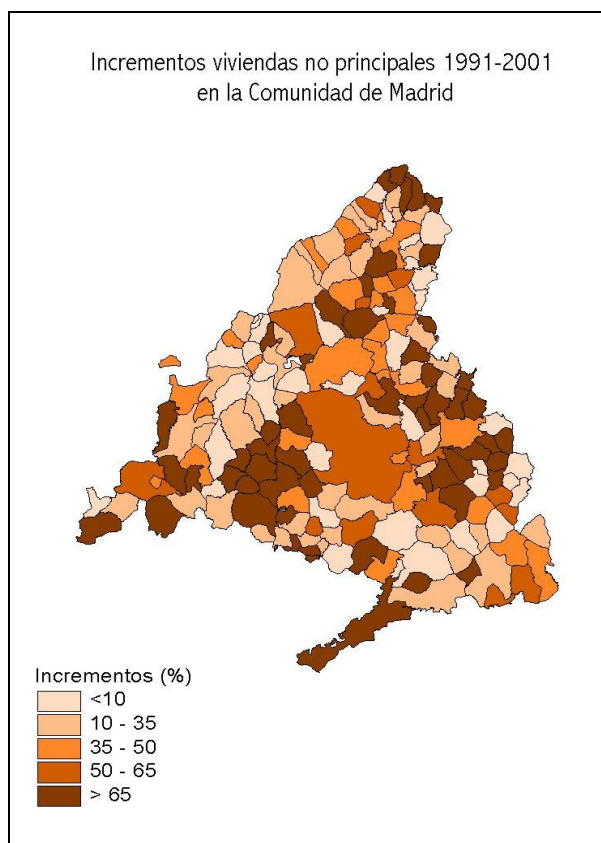 Incrementos viviendas no principales 1991-2001
en la Comunidad de Madrid
Incrementos (%)
<10
10 - 35
35 - 50
50 - 65
> 65